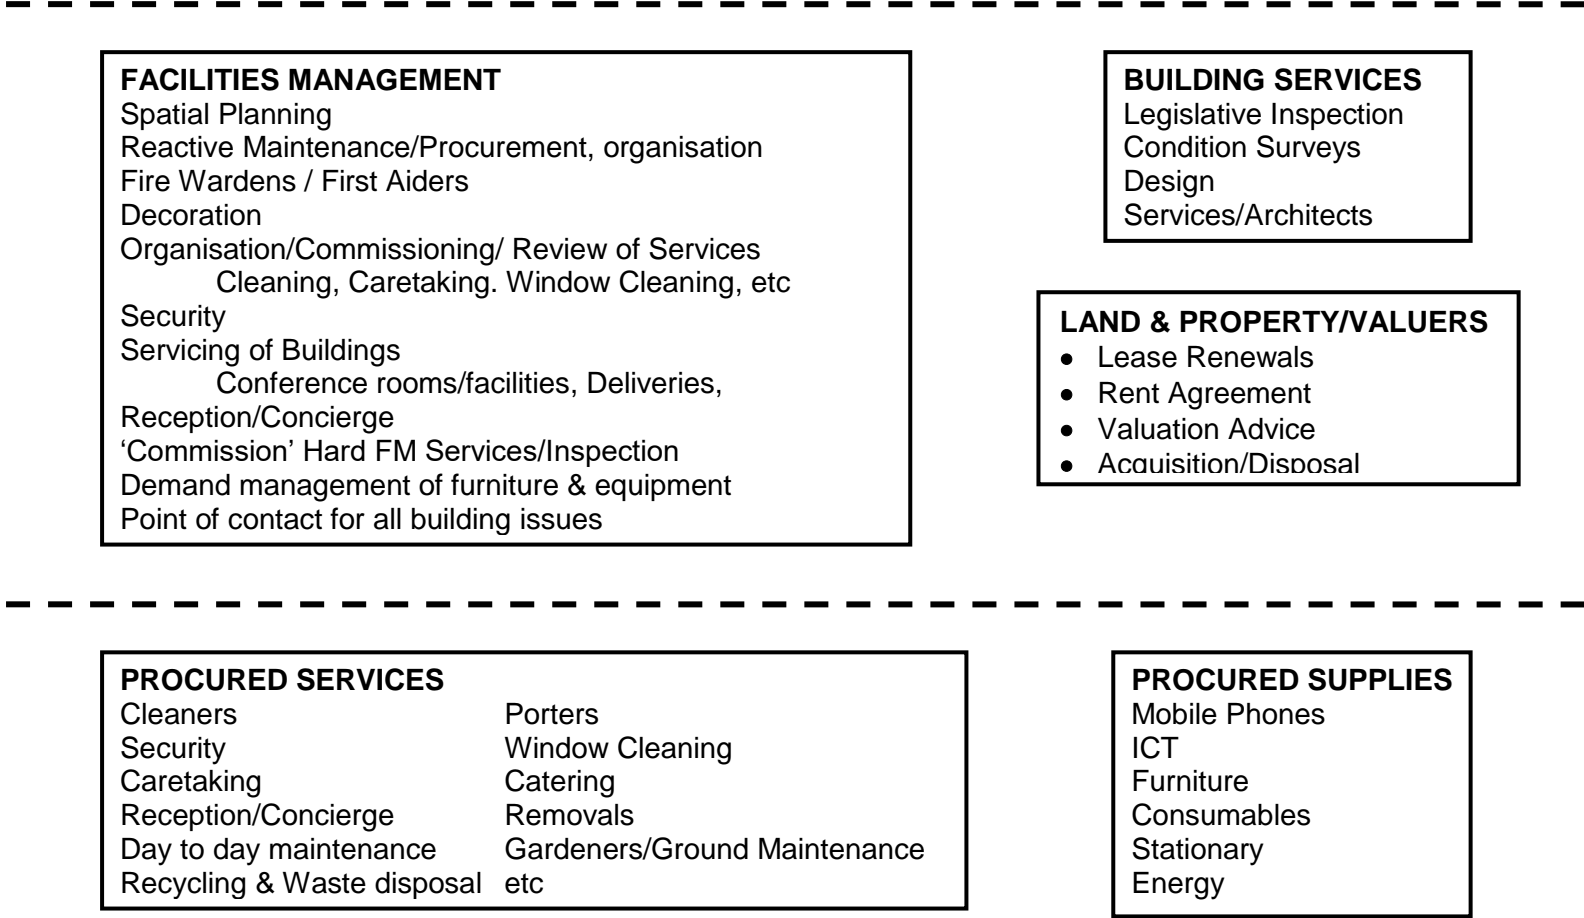 FACILITIES MANAGEMENT
Spatial Planning
Reactive Maintenance/Procurement, organisation
Fire Wardens / First Aiders
Decoration
Organisation/Commissioning/ Review of Services
Cleaning, Caretaking. Window Cleaning, etc
Security
Servicing of Buildings
Conference rooms/facilities, Deliveries,
Reception/Concierge
‘Commission’ Hard FM Services/Inspection
Demand management of furniture & equipment
Point of contact for all building issues
BUILDING SERVICES
Legislative Inspection
Condition Surveys
Design
Services/Architects
LAND & PROPERTY/VALUERS
• Lease Renewals
• Rent Agreement
• Valuation Advice
• Acquisition/Disposal
PROCURED SERVICES
Cleaners Porters
Security Window Cleaning
Caretaking Catering
Reception/Concierge Removals
Day to day maintenance Gardeners/Ground Maintenance
Recycling & Waste disposal etc
PROCURED SUPPLIES
Mobile Phones
ICT
Furniture
Consumables
Stationary
Energy